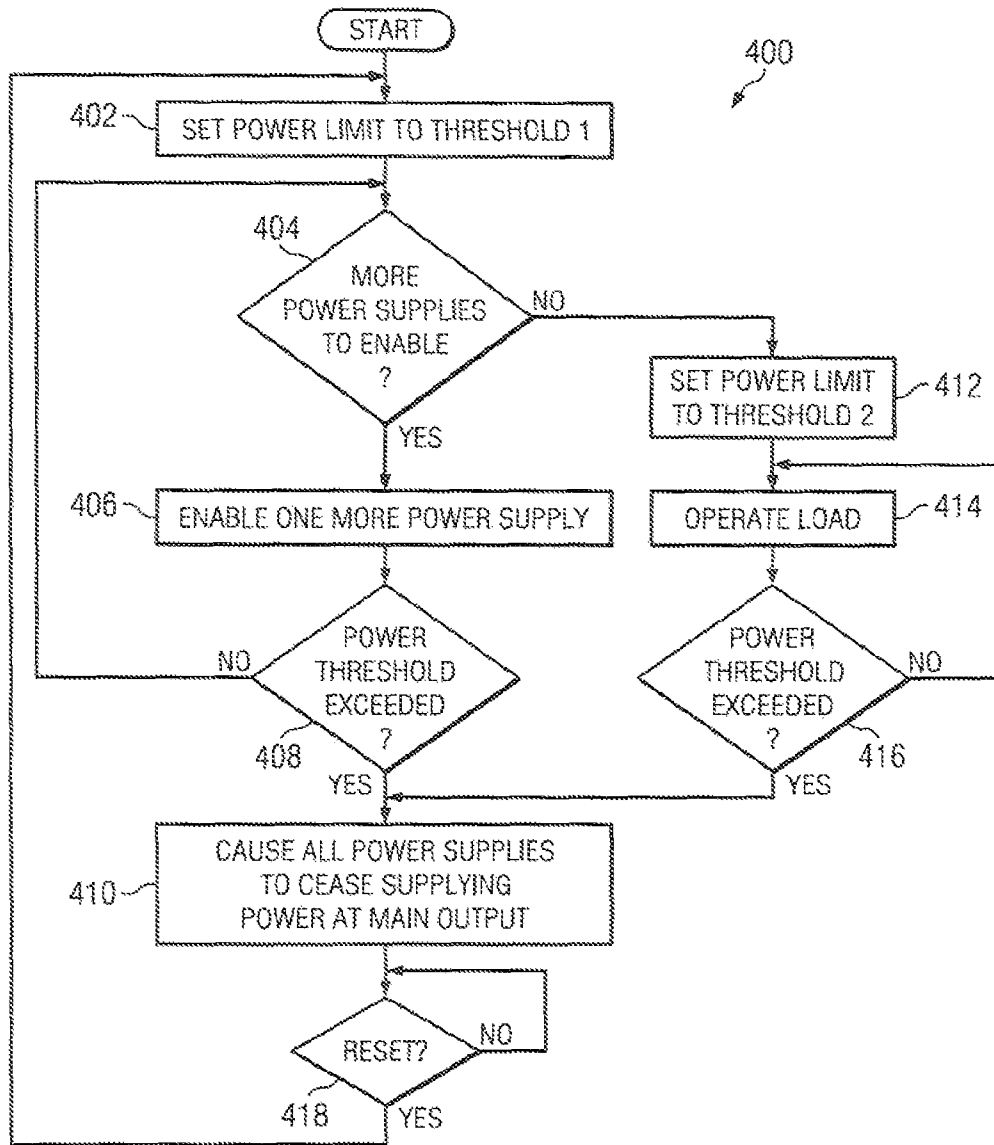 START
400
402
SET POWER LIMIT TO THRESHOLD 1
404
MORE
POWER SUPPLIES
TO ENABLE
?
NO
YES
SET POWER LIMIT
TO THRESHOLD 2
412
406
ENABLE ONE MORE POWER SUPPLY
OPERATE LOAD
414
POWER
THRESHOLD
EXCEEDED
?
NO
408
YES
POWER
THRESHOLD
EXCEEDED
?
NO
416
YES
410
CAUSE ALL POWER SUPPLIES
TO CEASE SUPPLYING
POWER AT MAIN OUTPUT
RESET?
NO
418
YES